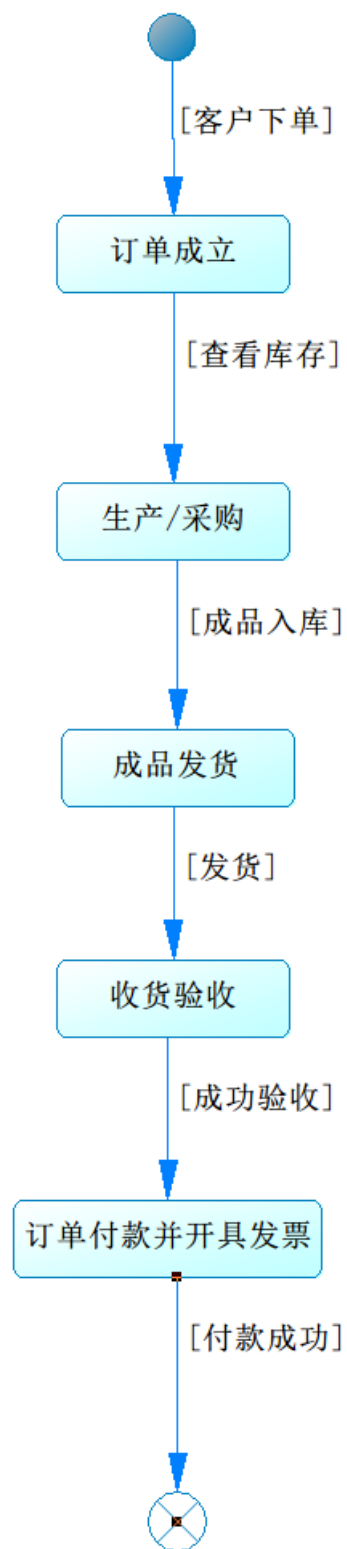 [客户下单]
订单成立
[查看库存]
生产/采购
[成品入库]
成品发货
[发货]
收货验收
[成功验收]
订单付款并开具发票
[付款成功]